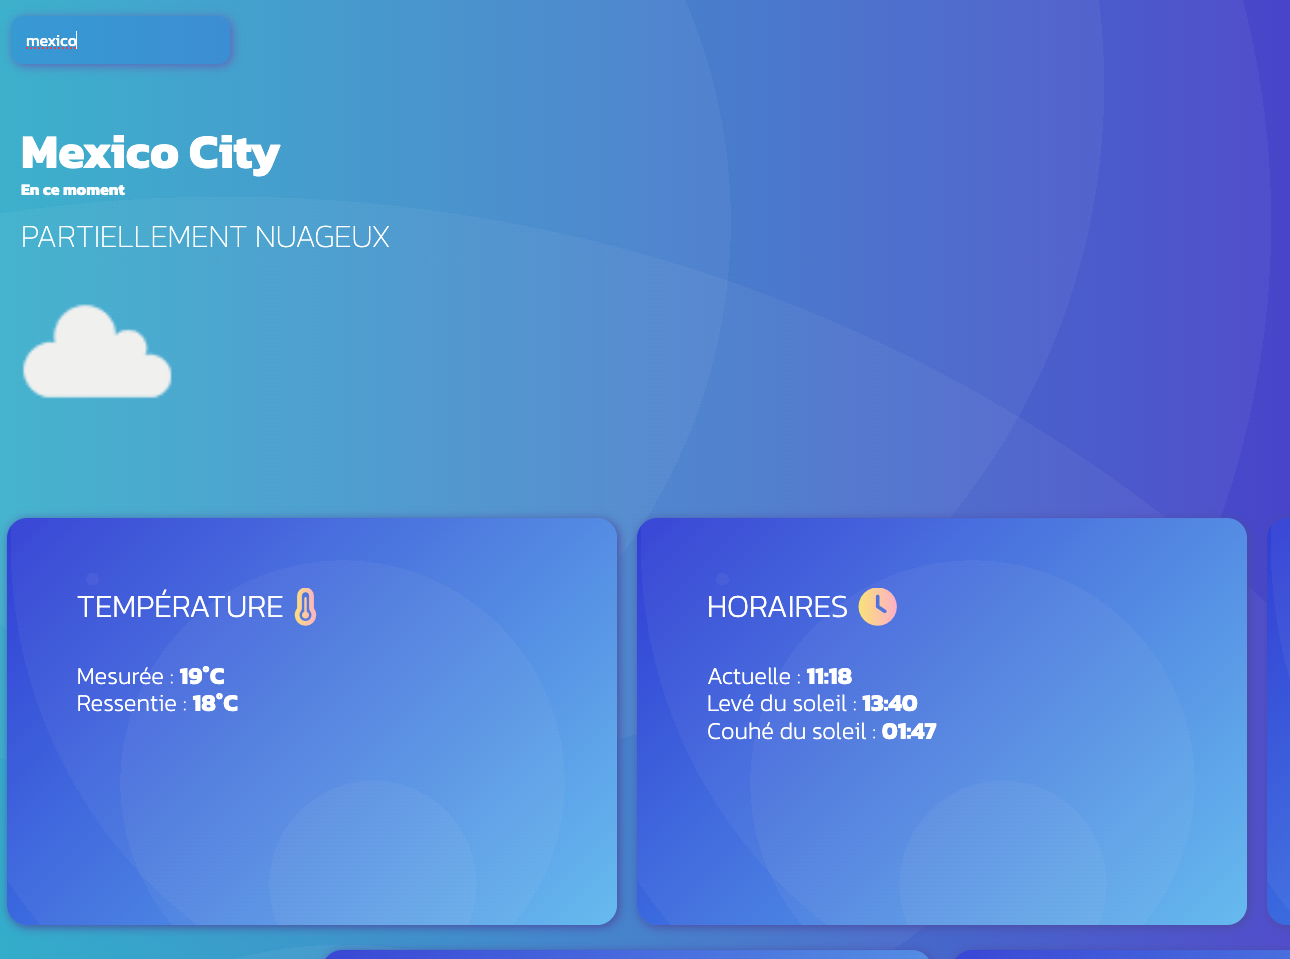 mexico
Mexico City
En ce moment
PARTIELLEMENT NUAGEUX
TEMPÉRATURE
Mesurée : 19°C
Ressentie : 18°C
HORAIRES
Actuelle : 11:18
Levé du soleil : 13:40
Couhé du soleil : 01:47